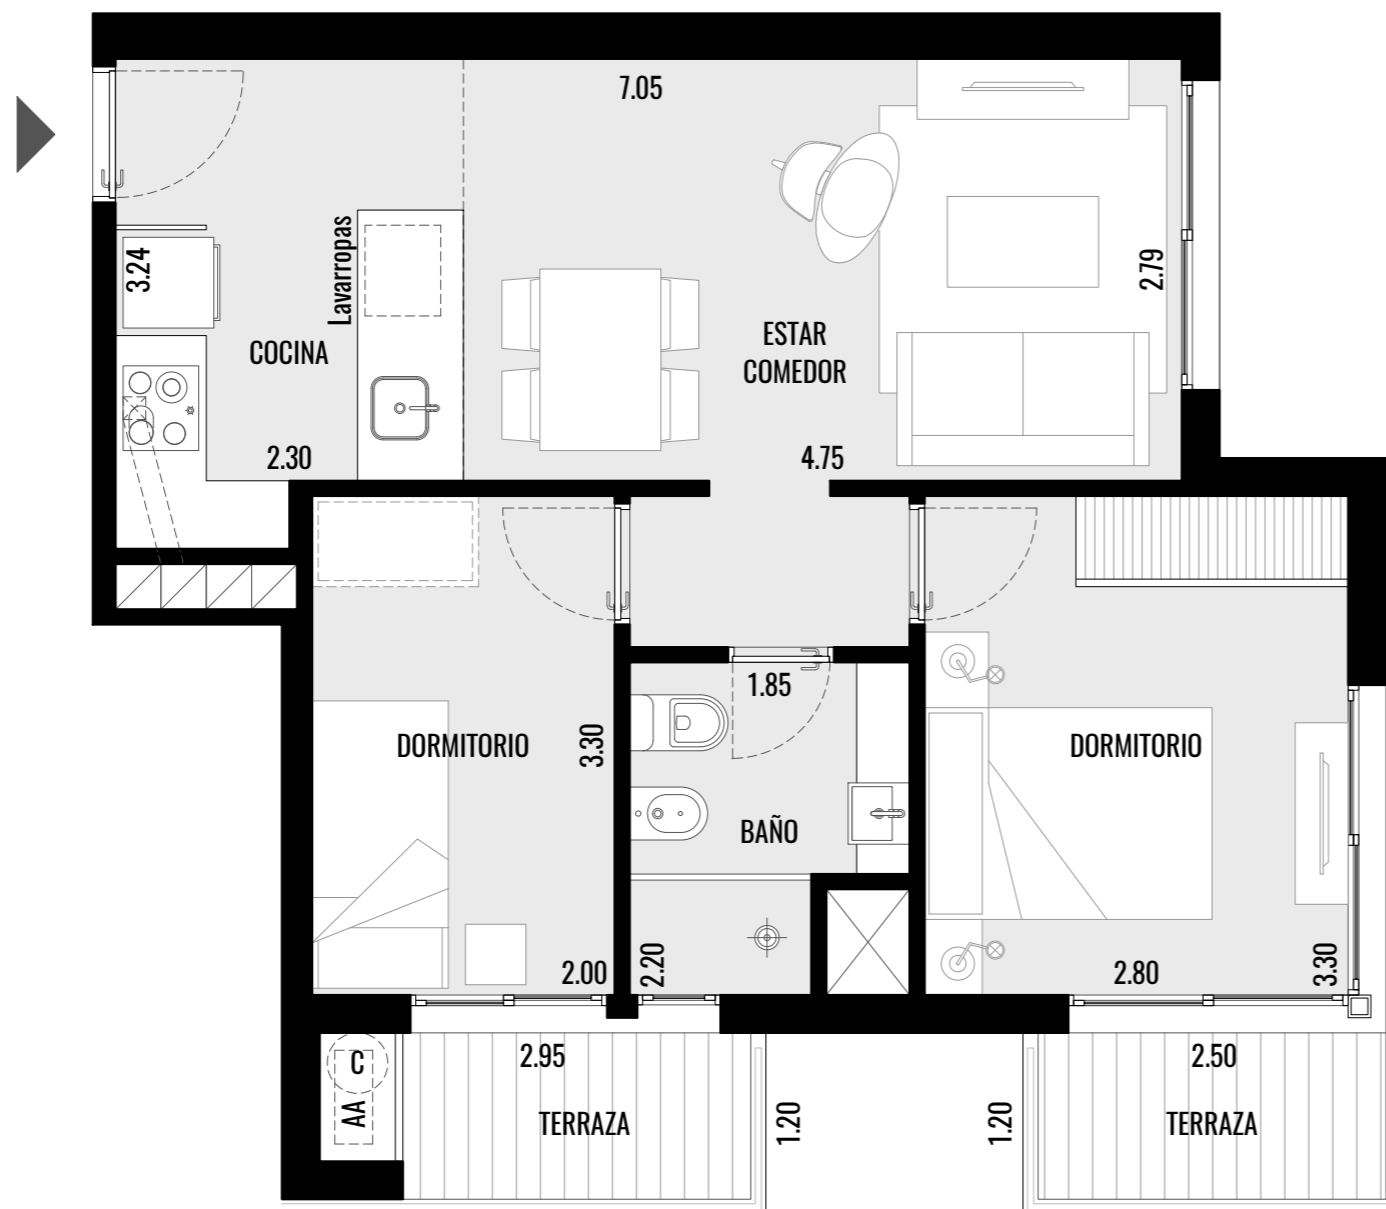 7.05
3.24
Lavarropas
2.79
COCINA
ESTAR
COMEDOR
2.30
4.75
1.85
DORMITORIO
3.30
DORMITORIO
BAÑO
2.00
2.20
2.80
3.30
C
AA
2.95
TERRAZA
1.20
1.20
2.50
TERRAZA